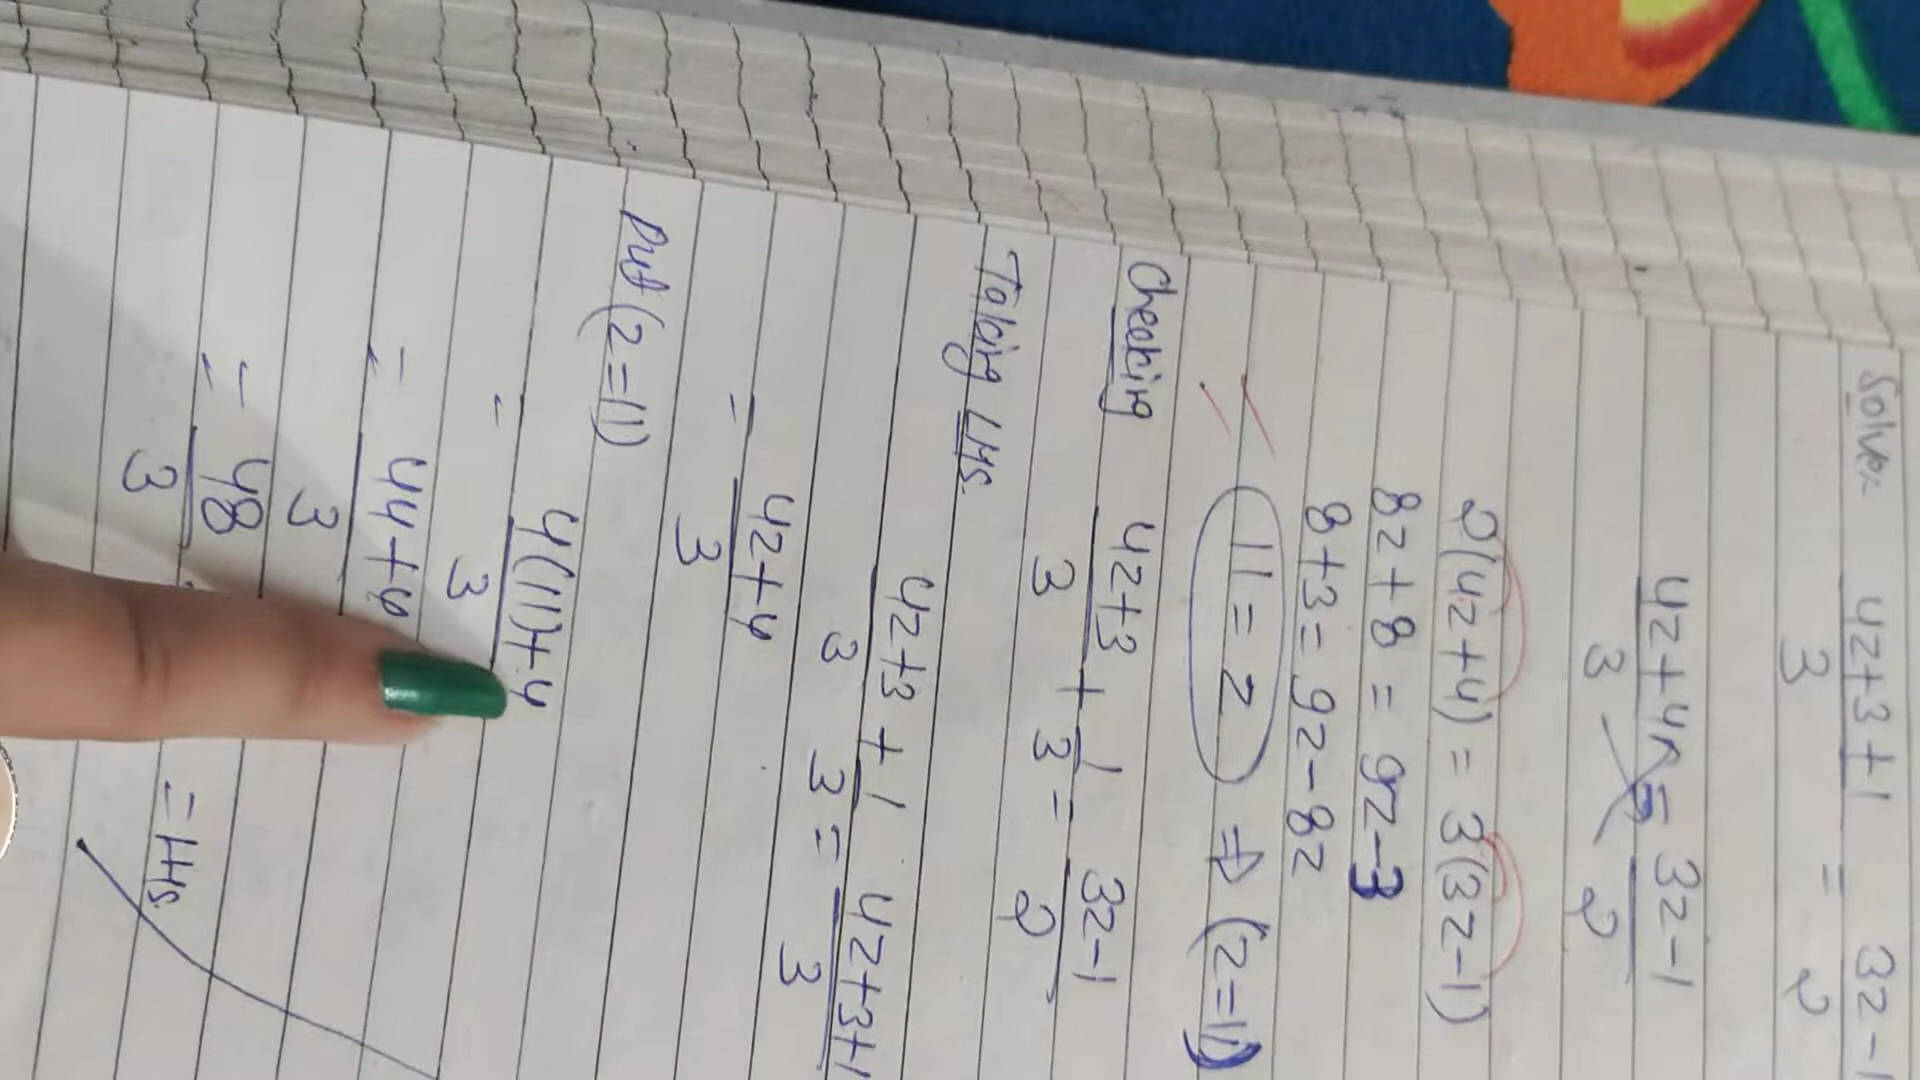 Solve 4z+3+1/3 = 3z-1/2
4z+4/3 = 3z-1/2
2(4z+4) = 3(3z-1)
8z+8 = 9z-3
8+3 = 9z-8z
11 = z ⇒ (z=11)
Checking 4z+3/3 + 1/3 = 3z-1/2
Taking LHS.
4z+3/3 + 1/3 = 4z+3+1/3
= 4z+4/3
Put (z=11)
= 4(11)+4/3
= 44+4/3
= 48/3
= LHS.